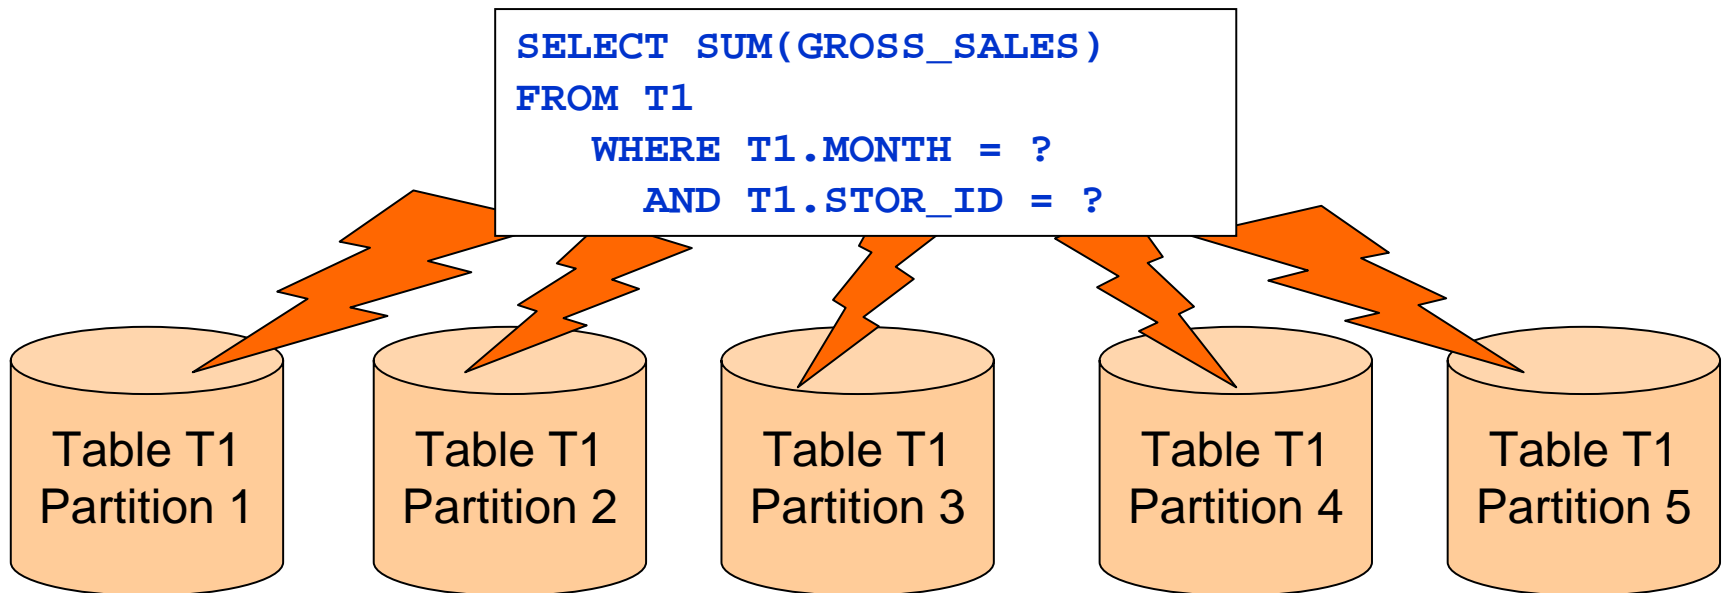 SELECT SUM(GROSS_SALES)
FROM T1
WHERE T1.MONTH = ?
AND T1.STOR_ID = ?
Table T1
Partition 1
Table T1
Partition 2
Table T1
Partition 3
Table T1
Partition 4
Table T1
Partition 5